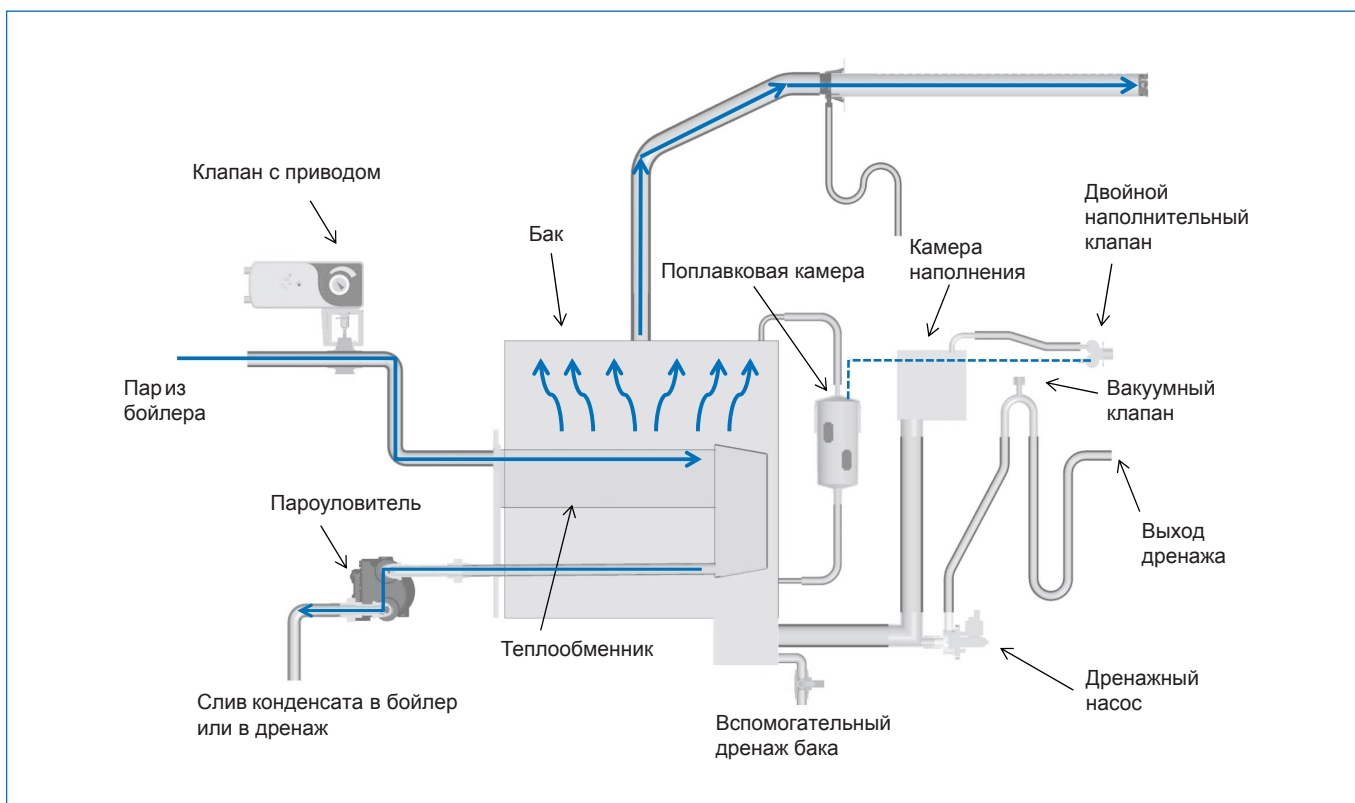 Клапан с приводом
Бак
Поплавковая камера
Камера
наполнения
Двойной
наполнительный
клапан
Пар из
бойлера
Вакуумный
клапан
Пароуловитель
Выход
дренажа
Теплообменник
Слив конденсата в бойлер
или в дренаж
Вспомогательный
дренаж бака
Дренажный
насос